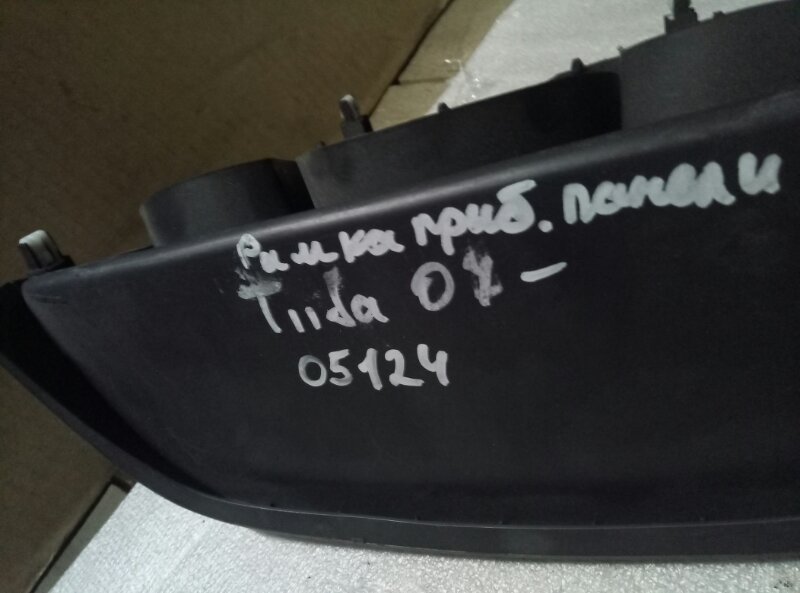 Рамка приб. панели
Tiida 07-
05124